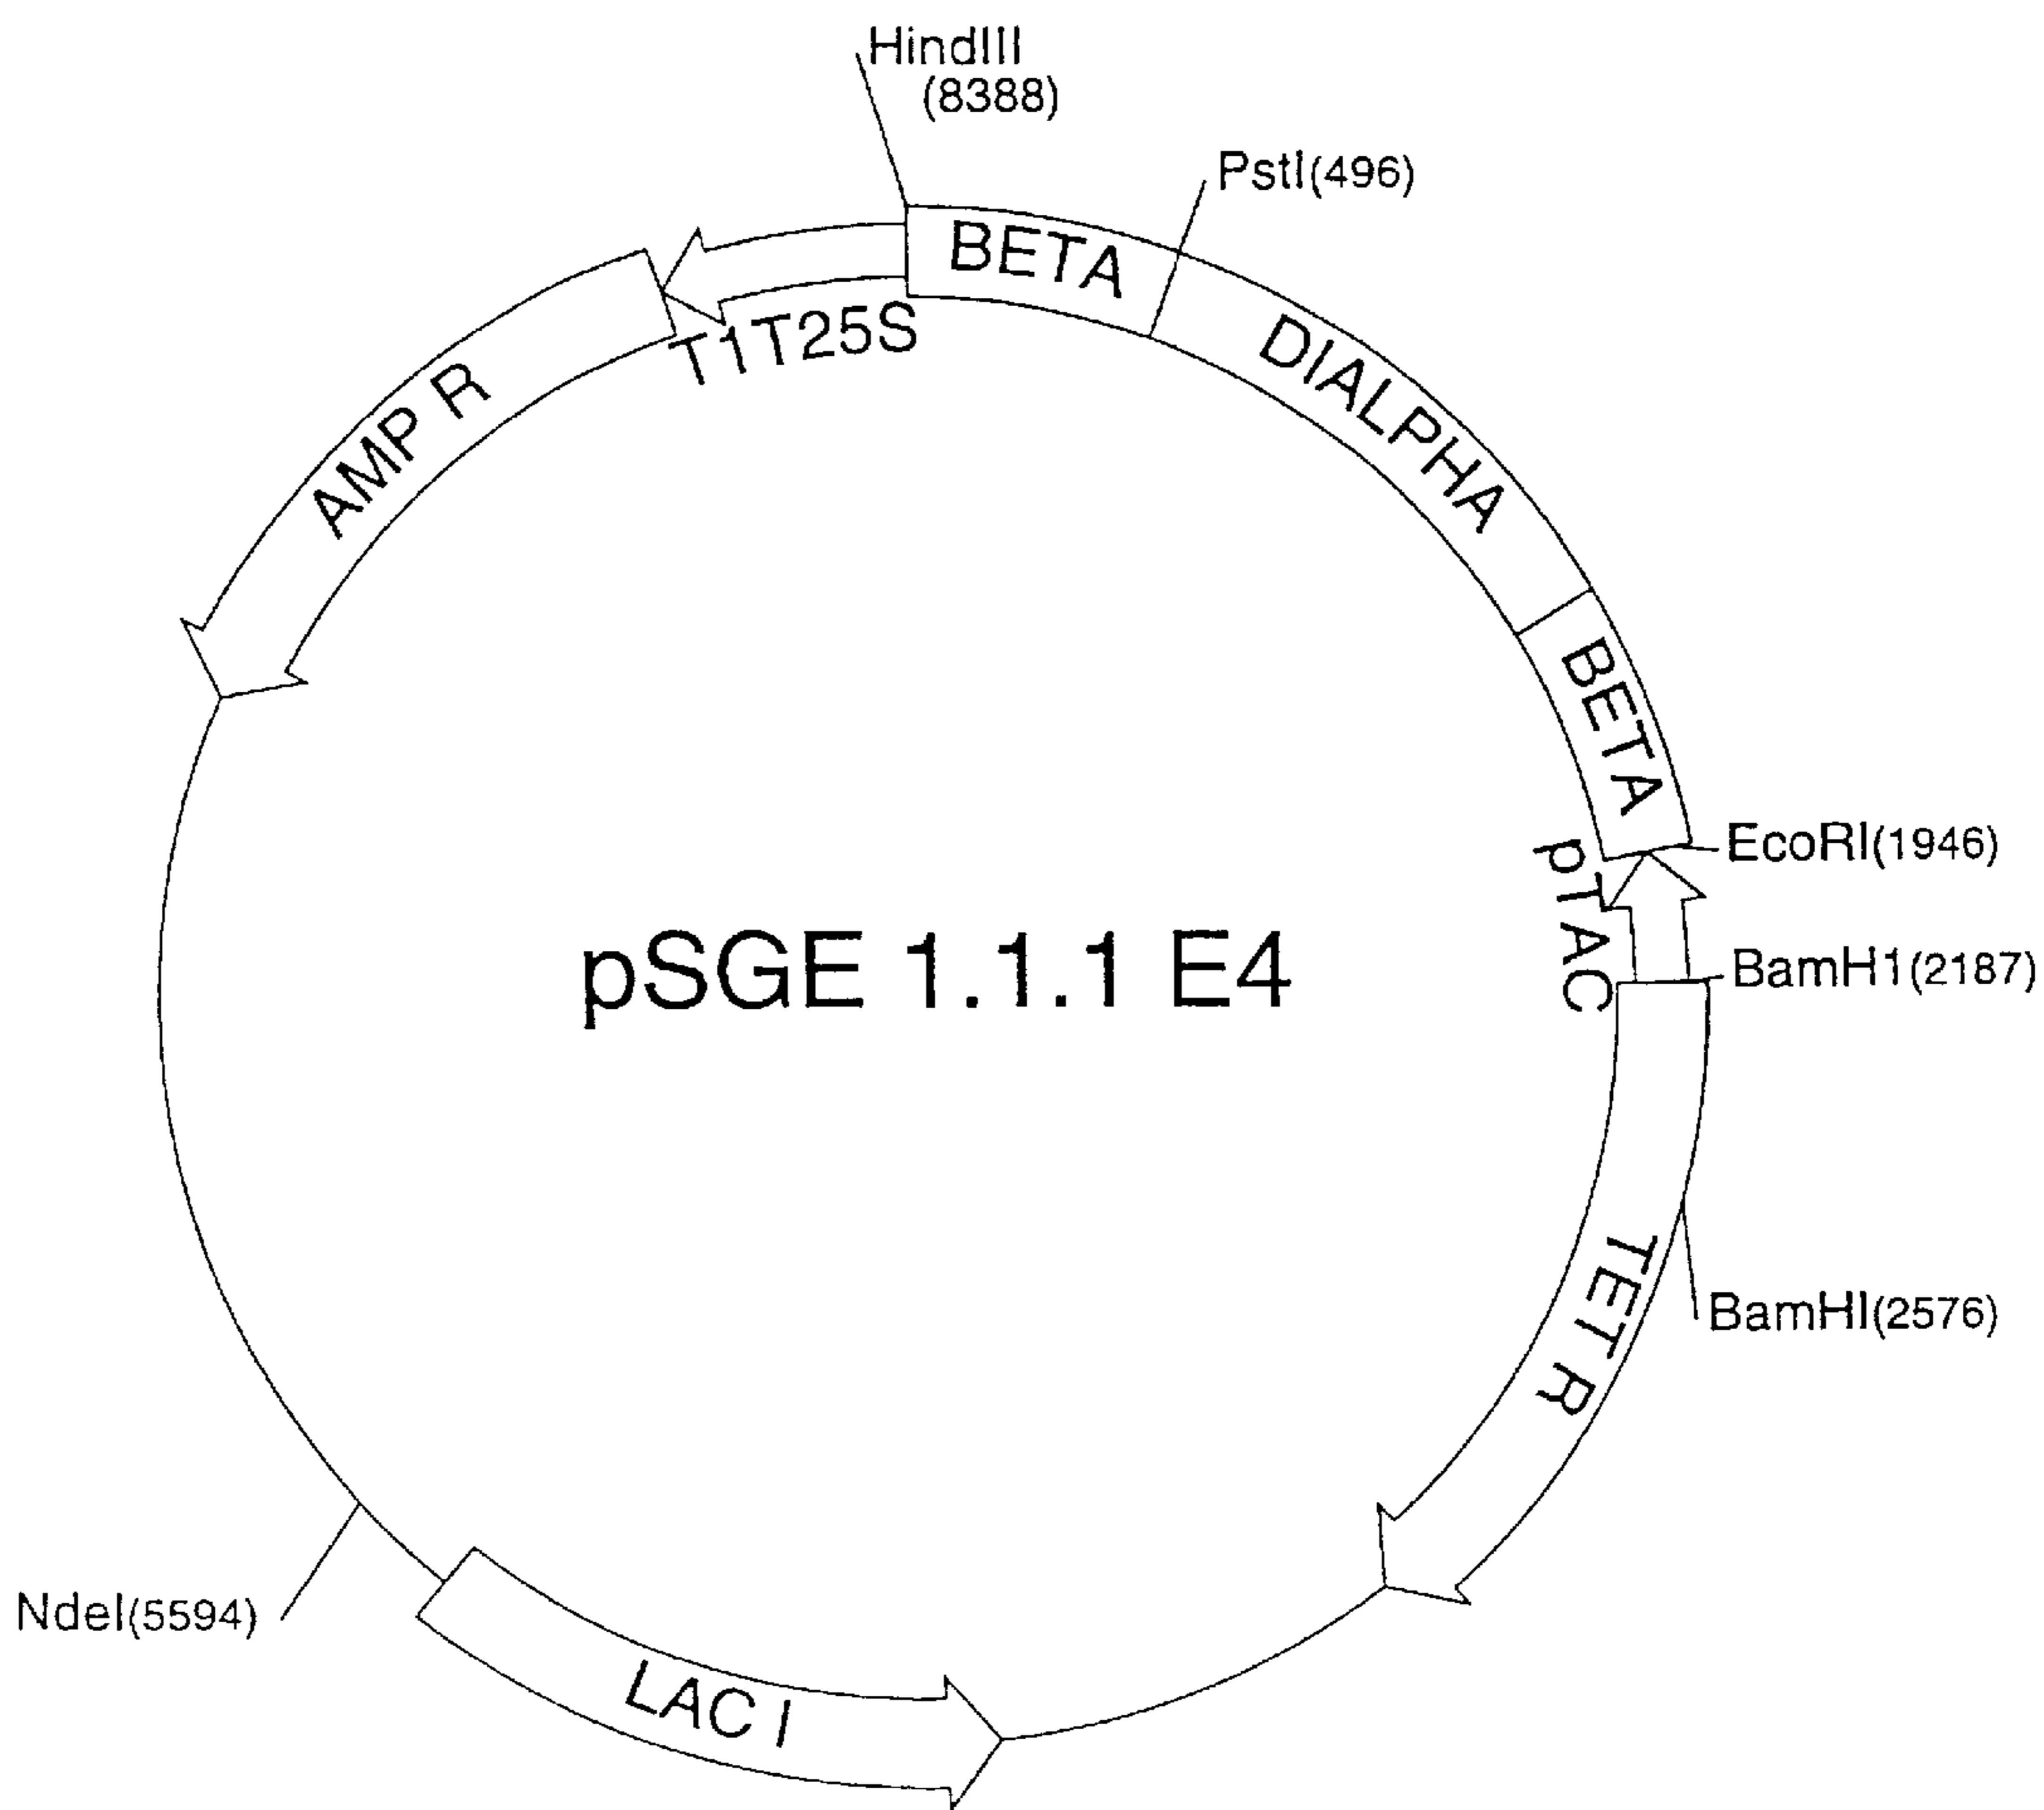 HindIII
(8388)
PstI(496)
BETA
DIALPHA
T1T25S
AMP R
BETA
EcoRI(1946)
pTAC
pSGE 1.1.1 E4
BamH1(2187)
TET R
BamHI(2576)
NdeI(5594)
LAC I